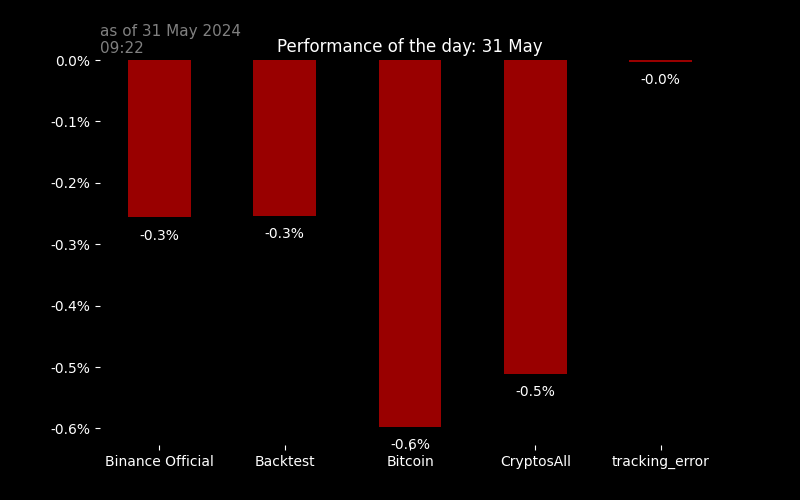 as of 31 May 2024
09:22
Performance of the day: 31 May
0.0%
-0.1%
-0.2%
-0.3%
-0.4%
-0.5%
-0.6%
-0.3%
-0.3%
-0.6%
-0.5%
-0.0%
Binance Official
Backtest
Bitcoin
CryptosAll
tracking_error